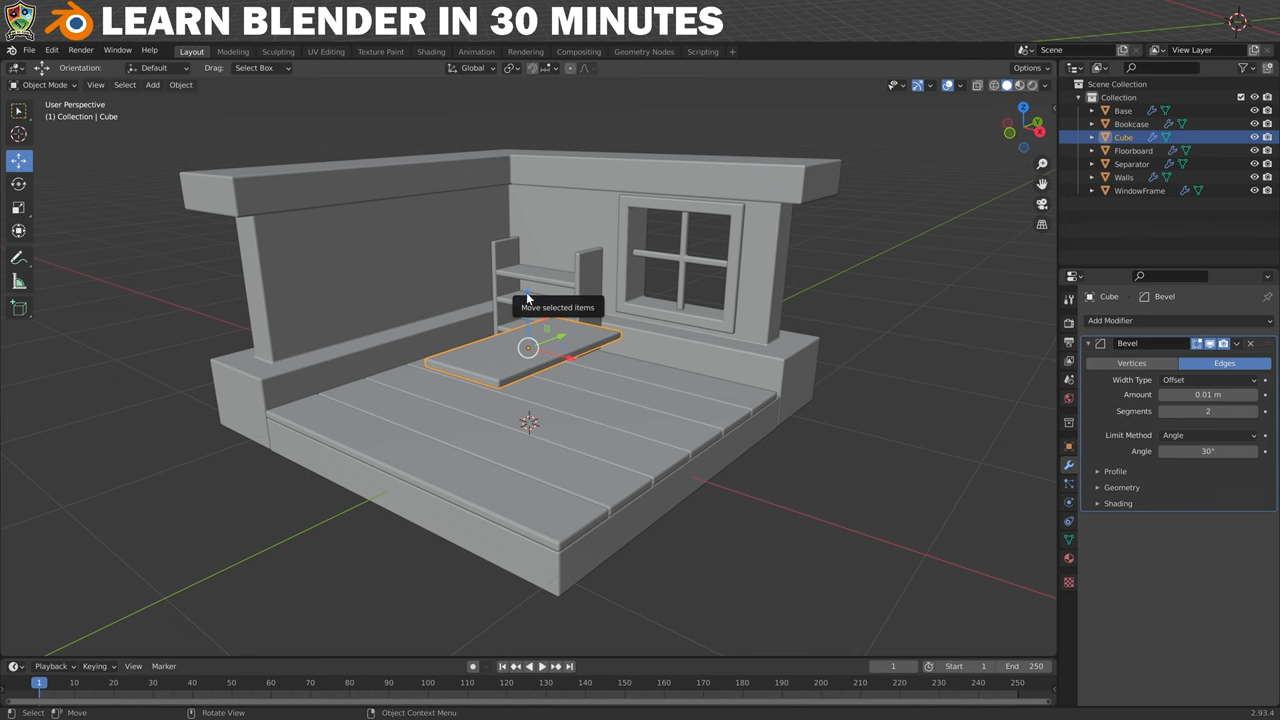 LEARN BLENDER IN 30 MINUTES
File Edit Render Window Help
Layout Modeling Sculpting UV Editing Texture Paint Shading Animation Rendering Compositing Geometry Nodes Scripting +
Scene
View Layer
Orientation: Default Drag: Select Box
Global
Options
Object Mode View Select Add Object
User Perspective
(1) Collection | Cube
Z
Y
X
Move selected items
Scene Collection
Collection
Base
Bookcase
Cube
Floorboard
Separator
Walls
WindowFrame
Cube Bevel
Add Modifier
Bevel
Vertices Edges
Width Type Offset
Amount 0.01 m
Segments 2
Limit Method Angle
Angle 30°
Profile
Geometry
Shading
Playback Keying View Marker
1 Start 1 End 250
1 10 20 30 40 50 60 70 80 90 100 110 120 130 140 150 160 170 180 190 200 210 220 230 240 250
Select Move Rotate View Object Context Menu 2.93.4